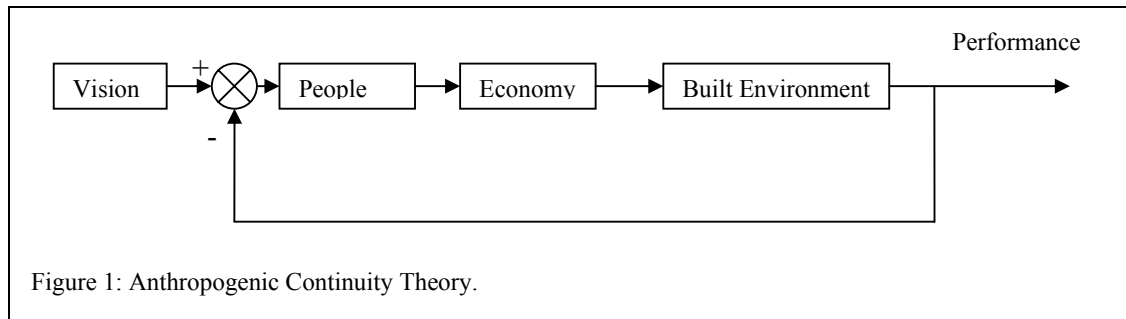 Performance
+
Vision
People
Economy
Built Environment
-
Figure 1: Anthropogenic Continuity Theory.